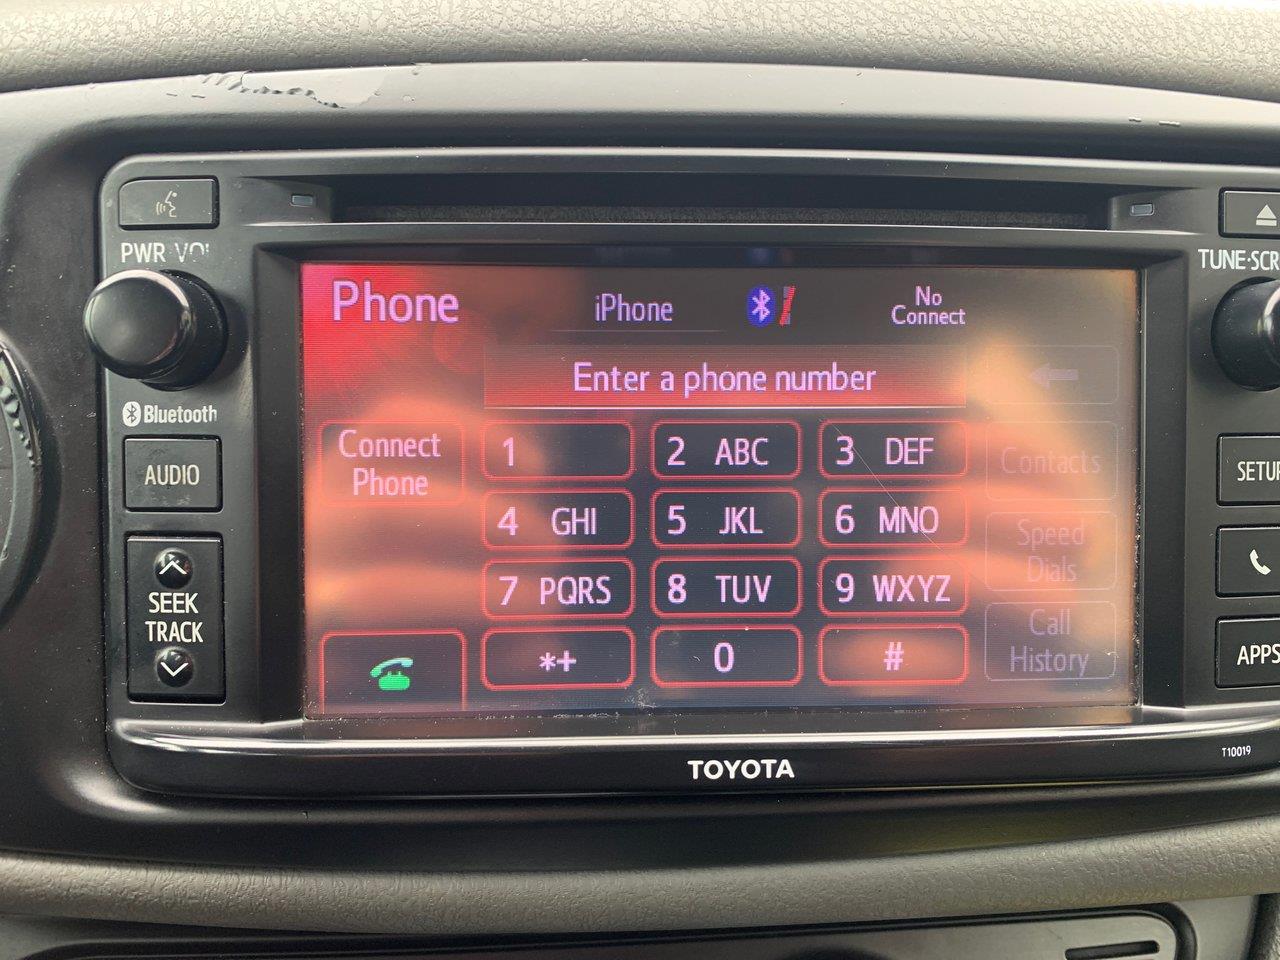 PWR·VOL
TUNE·SCR
Phone
iPhone
No
Connect
Enter a phone number
Bluetooth
AUDIO
SEEK
TRACK
Connect
Phone
1
2 ABC
3 DEF
4 GHI
5 JKL
6 MNO
7 PQRS
8 TUV
9 WXYZ
*+
0
#
Contacts
Speed
Dials
Call
History
SETUP
APPS
TOYOTA
T10019